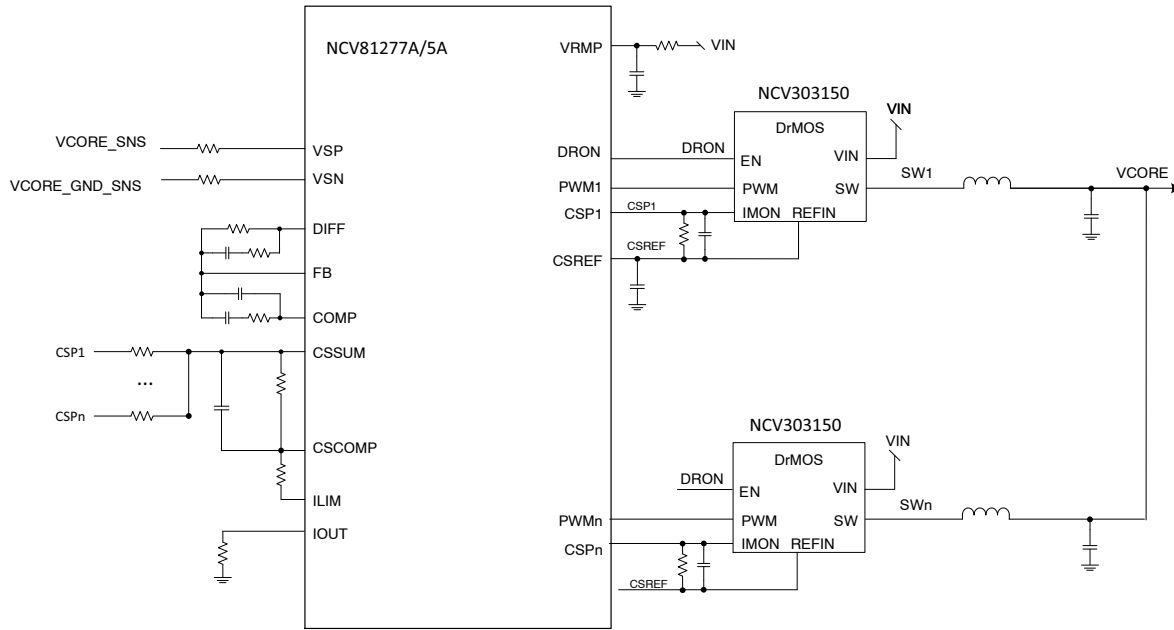 NCV81277A/5A
VRMP
VIN
NCV303150
DrMOS
VIN
EN
VIN
PWM
SW
IMON REFIN
SW1
VCORE
VCORE_SNS
VSP
VCORE_GND_SNS
VSN
DRON
DRON
PWM1
CSP1
CSP1
CSREF
CSREF
DIFF
FB
COMP
CSP1
CSSUM
...
CSPn
CSCOMP
ILIM
IOUT
NCV303150
DrMOS
VIN
DRON
EN
VIN
PWMn
PWM
SW
SWn
CSPn
IMON REFIN
CSREF